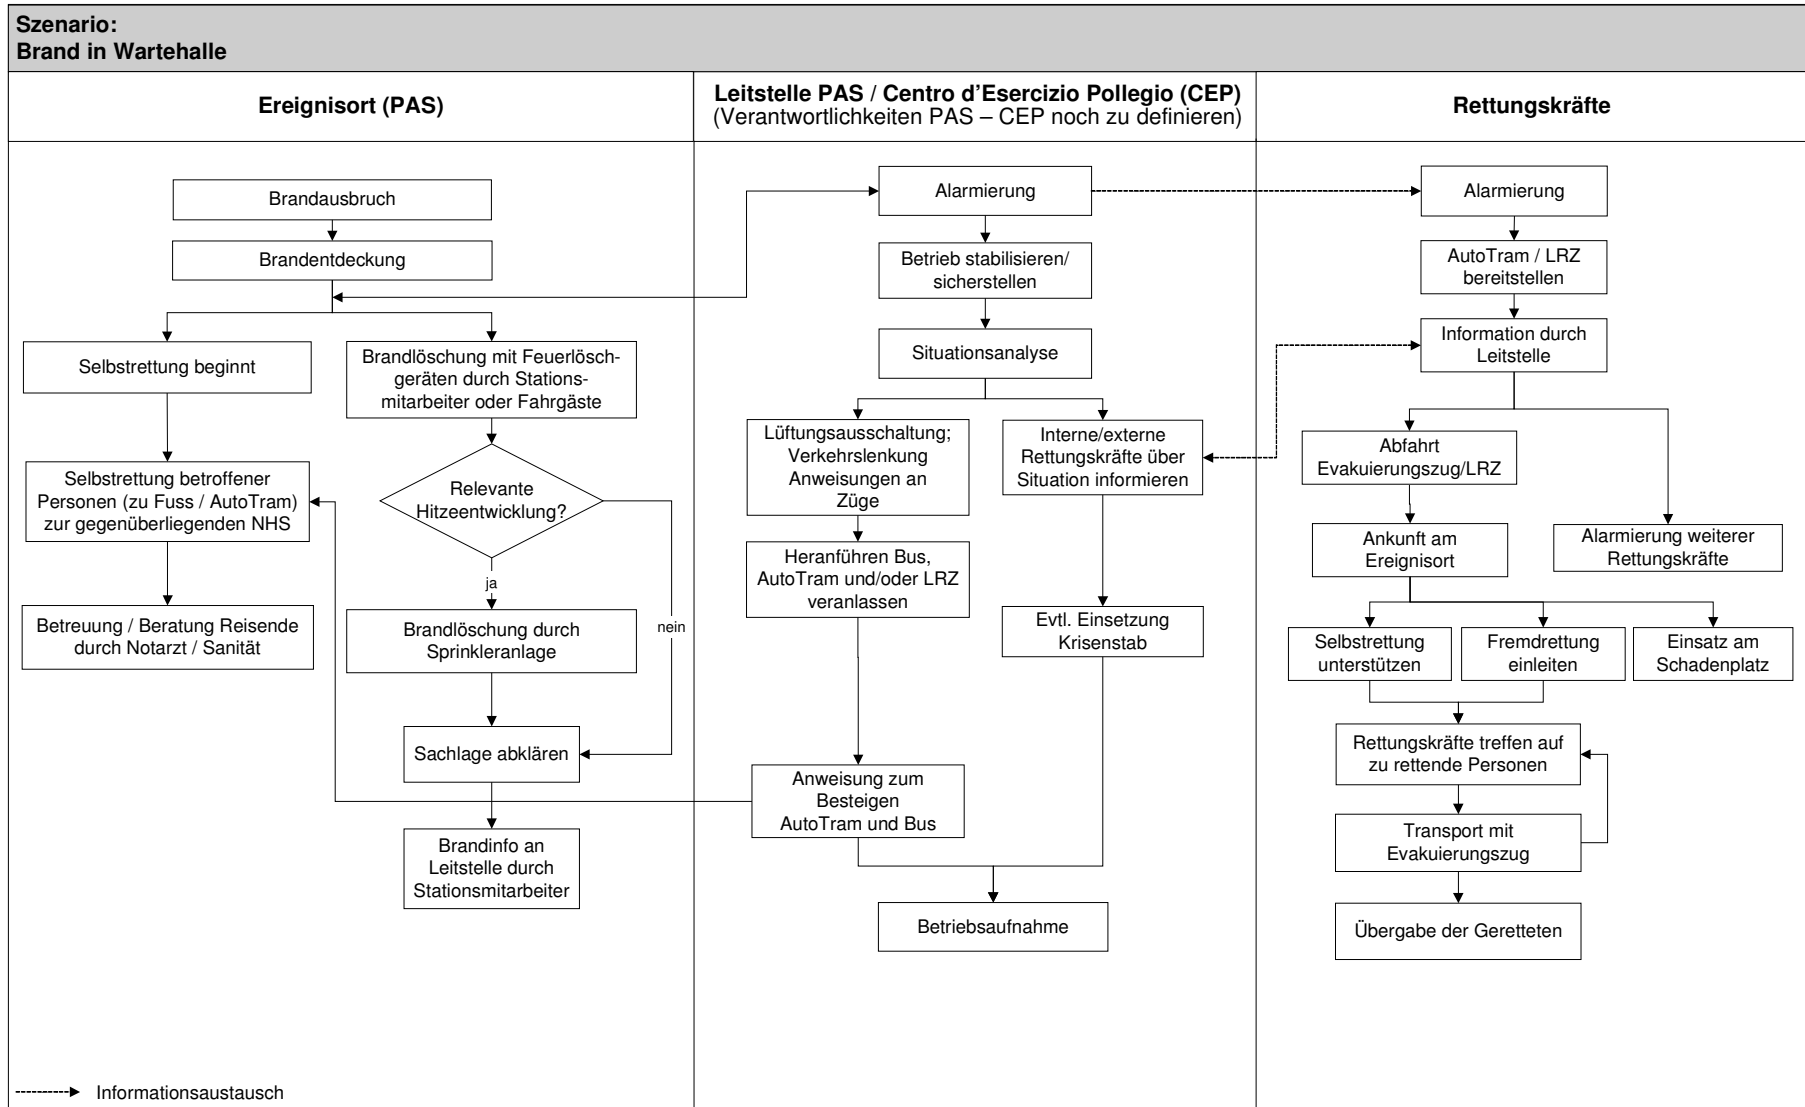 Szenario:
Brand in Wartehalle
Ereignisort (PAS)
Leitstelle PAS / Centro d'Esercizio Pollegio (CEP)
(Verantwortlichkeiten PAS – CEP noch zu definieren)
Rettungskräfte
Brandausbruch
Brandentdeckung
Selbstrettung beginnt
Brandlöschung mit Feuerlösch-
geräten durch Stations-
mitarbeiter oder Fahrgäste
Selbstrettung betroffener
Personen (zu Fuss / AutoTram)
zur gegenüberliegenden NHS
Relevante
Hitzeentwicklung?
ja
nein
Betreuung / Beratung Reisende
durch Notarzt / Sanität
Brandlöschung durch
Sprinkleranlage
Sachlage abklären
Brandinfo an
Leitstelle durch
Stationsmitarbeiter
Alarmierung
Betrieb stabilisieren/
sicherstellen
Situationsanalyse
Lüftungsausschaltung;
Verkehrslenkung
Anweisungen an
Züge
Interne/externe
Rettungskräfte über
Situation informieren
Heranführen Bus,
AutoTram und/oder LRZ
veranlassen
Evtl. Einsetzung
Krisenstab
Anweisung zum
Besteigen
AutoTram und Bus
Betriebsaufnahme
Alarmierung
AutoTram / LRZ
bereitstellen
Information durch
Leitstelle
Abfahrt
Evakuierungszug/LRZ
Ankunft am
Ereignisort
Alarmierung weiterer
Rettungskräfte
Selbstrettung
unterstützen
Fremdrettung
einleiten
Einsatz am
Schadenplatz
Rettungskräfte treffen auf
zu rettende Personen
Transport mit
Evakuierungszug
Übergabe der Geretteten
Informationsaustausch